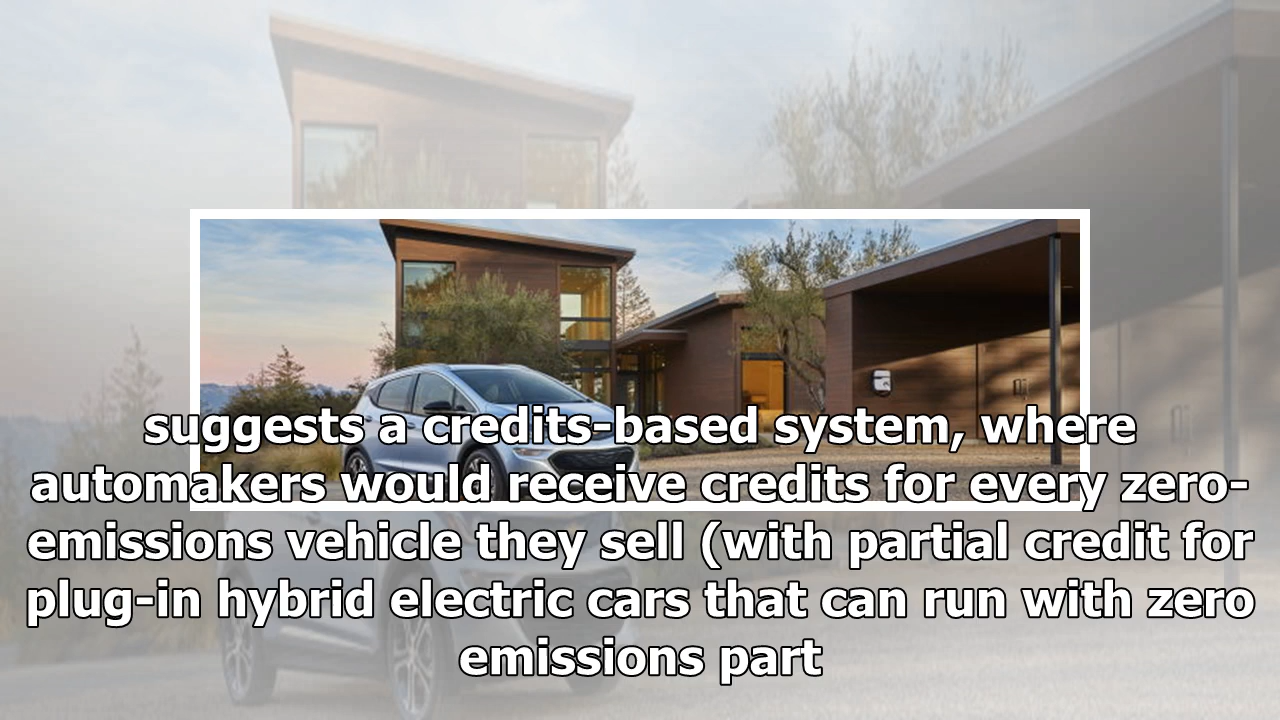 suggests a credits-based system, where
automakers would receive credits for every zero-
emissions vehicle they sell (with partial credit for
plug-in hybrid electric cars that can run with zero
emissions part